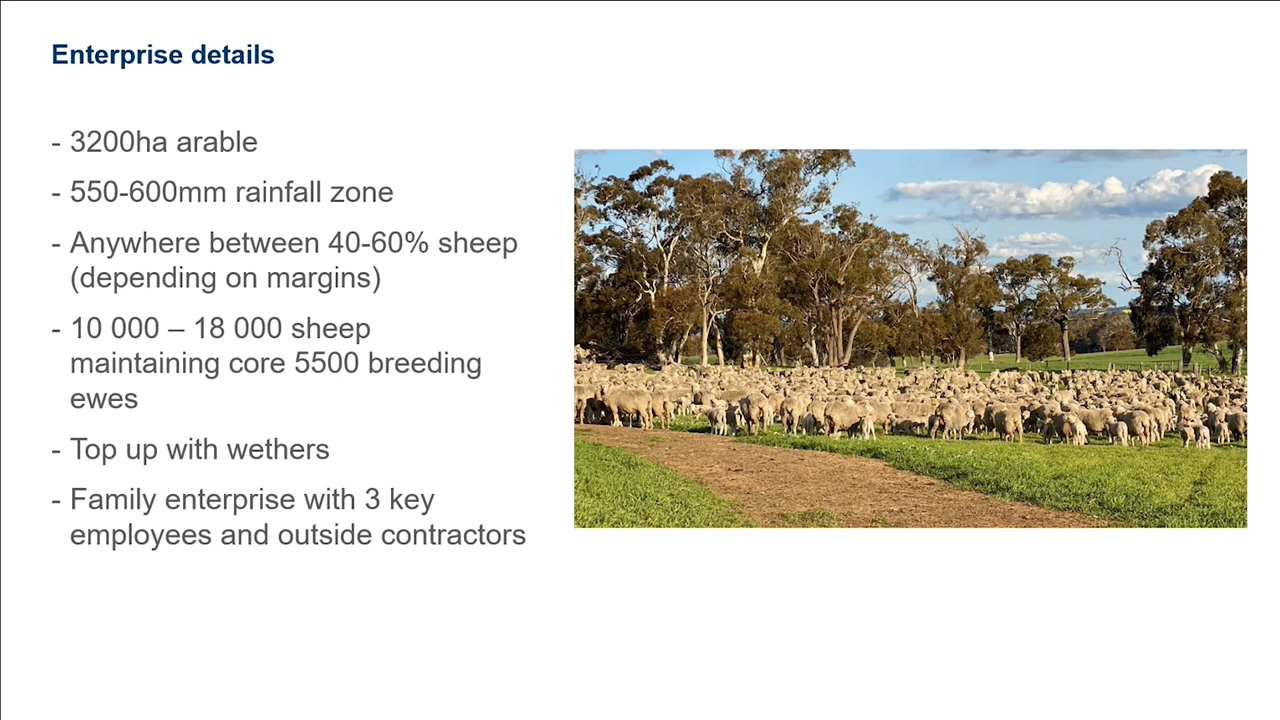 Enterprise details
- 3200ha arable
- 550-600mm rainfall zone
- Anywhere between 40-60% sheep
(depending on margins)
- 10 000 – 18 000 sheep
maintaining core 5500 breeding
ewes
- Top up with wethers
- Family enterprise with 3 key
employees and outside contractors